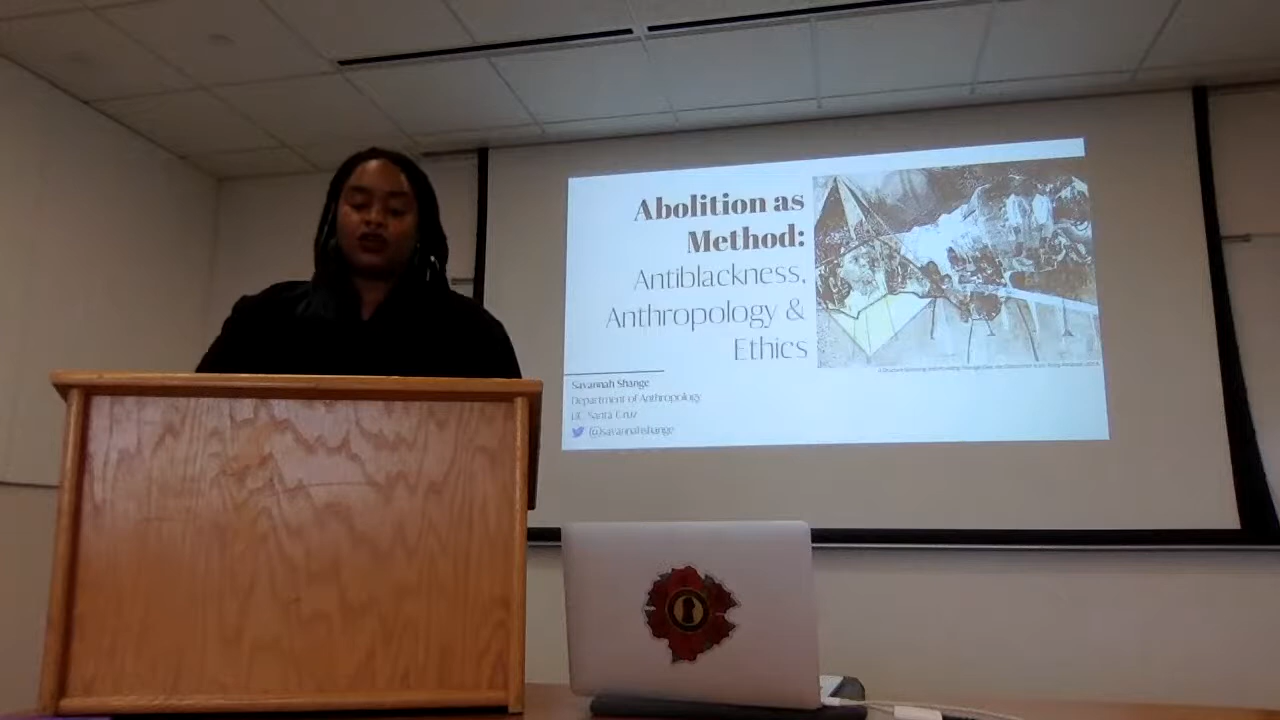 Abolition as
Method:
Antiblackness,
Anthropology &
Ethics
Savannah Shange
Department of Anthropology
UC Santa Cruz
@savannahshange